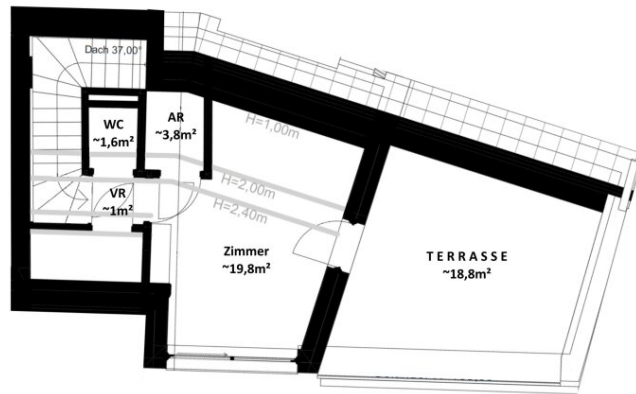 Dach 37,00°
WC
~1,6m²
AR
~3,8m²
H=1,00m
H=2,00m
H=2,40m
VR
~1m²
Zimmer
~19,8m²
TERRASSE
~18,8m²